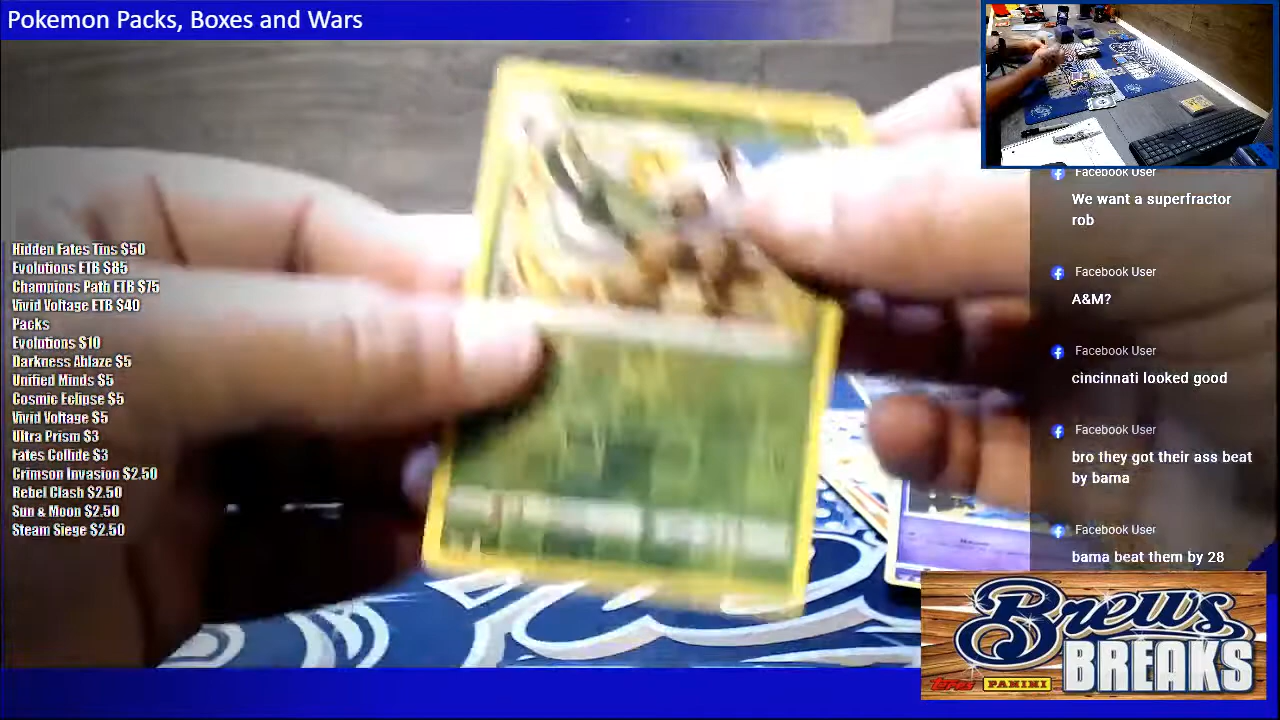 Pokemon Packs, Boxes and Wars
Hidden Fates Tins $50
Evolutions ETB $85
Champions Path ETB $75
Vivid Voltage ETB $40
Packs
Evolutions $10
Darkness Ablaze $5
Unified Minds $5
Cosmic Eclipse $5
Vivid Voltage $5
Ultra Prism $3
Fates Collide $3
Crimson Invasion $2.50
Rebel Clash $2.50
Sun & Moon $2.50
Steam Siege $2.50
Facebook User
We want a superfractor
rob
Facebook User
A&M?
Facebook User
cincinnati looked good
Facebook User
bro they got their ass beat
by bama
Facebook User
bama beat them by 28
Brews
BREAKS
Topps PANINI